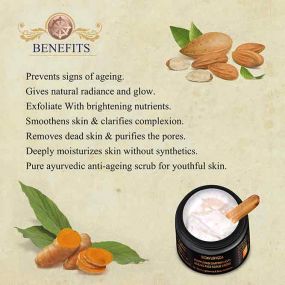 BENEFITS
Prevents signs of ageing.
Gives natural radiance and glow.
Exfoliate With brightening nutrients.
Smoothens skin & clarifies complexion.
Removes dead skin & purifies the pores.
Deeply moisturizes skin without synthetics.
Pure ayurvedic anti-ageing scrub for youthful skin.